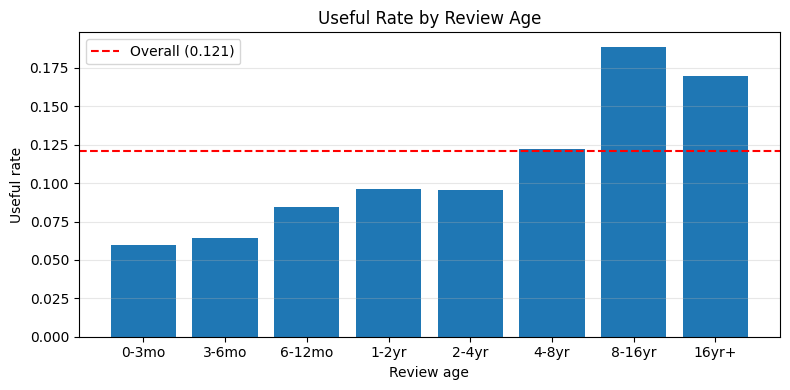 Useful Rate by Review Age
Overall (0.121)
Useful rate
0.175
0.150
0.125
0.100
0.075
0.050
0.025
0.000
0-3mo
3-6mo
6-12mo
1-2yr
2-4yr
4-8yr
8-16yr
16yr+
Review age